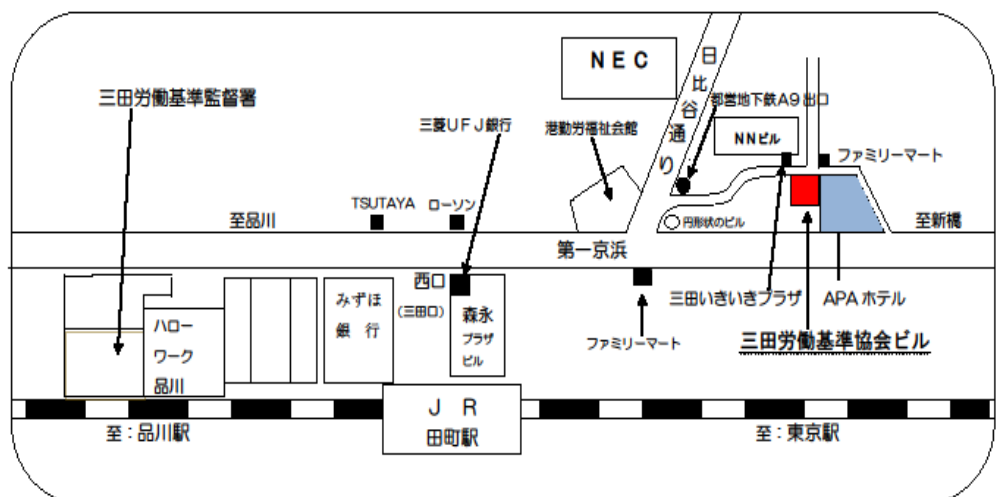 NEC
日比谷通り
三田労働基準監督署
三菱UFJ銀行
港勤労福祉会館
都営地下鉄A9出口
NNビル
ファミリーマート
TSUTAYA
ローソン
至品川
円形状のビル
至新橋
第一京浜
西口
(三田口)
みずほ
銀行
森永
プラザ
ビル
ハロー
ワーク
品川
ファミリーマート
三田いきいきプラザ
APAホテル
三田労働基準協会ビル
JR
田町駅
至:品川駅
至:東京駅